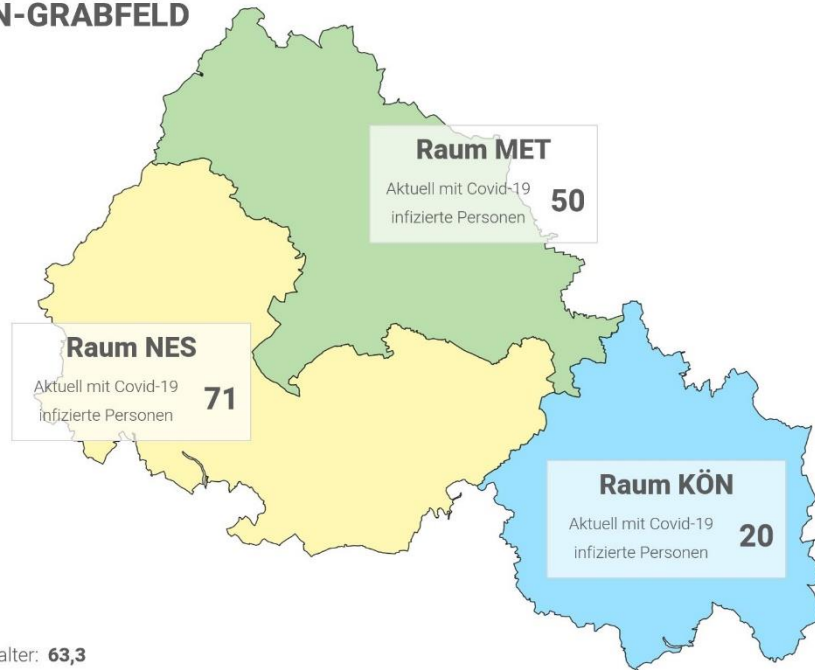 N-GRABFELD
Raum MET
Aktuell mit Covid-19
infizierte Personen
50
Raum NES
Aktuell mit Covid-19
infizierte Personen
71
Raum KÖN
Aktuell mit Covid-19
infizierte Personen
20
alter: 63,3